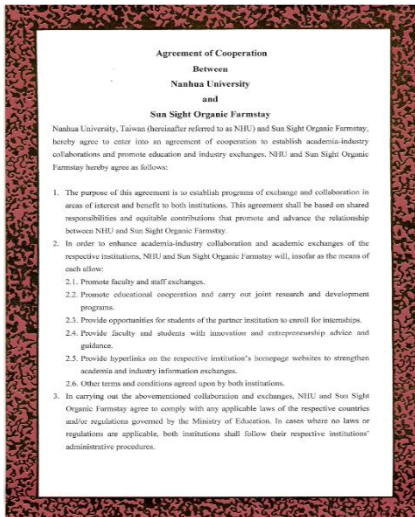 Agreement of Cooperation
Between
Nanhua University
and
Sun Sight Organic Farmstay
Nanhua University, Taiwan (hereinafter referred to as NHU) and Sun Sight Organic Farmstay,
hereby agree to enter into an agreement of cooperation to establish academia-industry
collaborations and promote education and industry exchanges. NHU and Sun Sight Organic
Farmstay hereby agree as follows:
1. The purpose of this agreement is to establish programs of exchange and collaboration in
areas of interest and benefit to both institutions. This agreement shall be based on shared
responsibilities and equitable contributions that promote and advance the relationship
between NHU and Sun Sight Organic Farmstay.
2. In order to enhance academia-industry collaboration and academic exchanges of the
respective institutions, NHU and Sun Sight Organic Farmstay will, insofar as the means of
each allow:
2.1. Promote faculty and staff exchanges.
2.2. Promote educational cooperation and carry out joint research and development
programs.
2.3. Provide opportunities for students of the partner institution to enroll for internships.
2.4. Provide faculty and students with innovation and entrepreneurship advice and
guidance.
2.5. Provide hyperlinks on the respective institution's homepage websites to strengthen
academia and industry information exchanges.
2.6. Other terms and conditions agreed upon by both institutions.
3. In carrying out the abovementioned collaboration and exchanges, NHU and Sun Sight
Organic Farmstay agree to comply with any applicable laws of the respective countries
and/or regulations governed by the Ministry of Education. In cases where no laws or
regulations are applicable, both institutions shall follow their respective institutions'
administrative procedures.